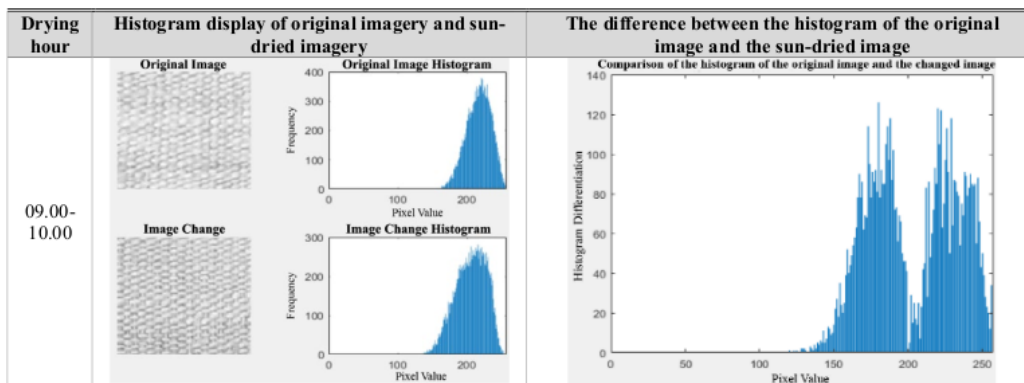 Drying hour
Histogram display of original imagery and sun-
dried imagery
The difference between the histogram of the original
image and the sun-dried image
09.00-
10.00
Original Image
Original Image Histogram
Frequency
400
300
200
100
0
0 100 200
Pixel Value
Image Change
Image Change Histogram
Frequency
300
200
100
0
0 100 200
Pixel Value
Comparison of the histogram of the original image and the changed image
Histogram Differentiation
140
120
100
80
60
40
20
0
0 50 100 150 200 250
Pixel Value